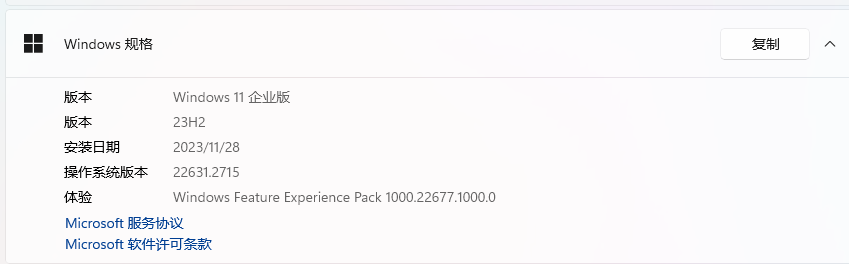 Windows 规格 复制
版本 Windows 11 企业版
版本 23H2
安装日期 2023/11/28
操作系统版本 22631.2715
体验 Windows Feature Experience Pack 1000.22677.1000.0
Microsoft 服务协议
Microsoft 软件许可条款